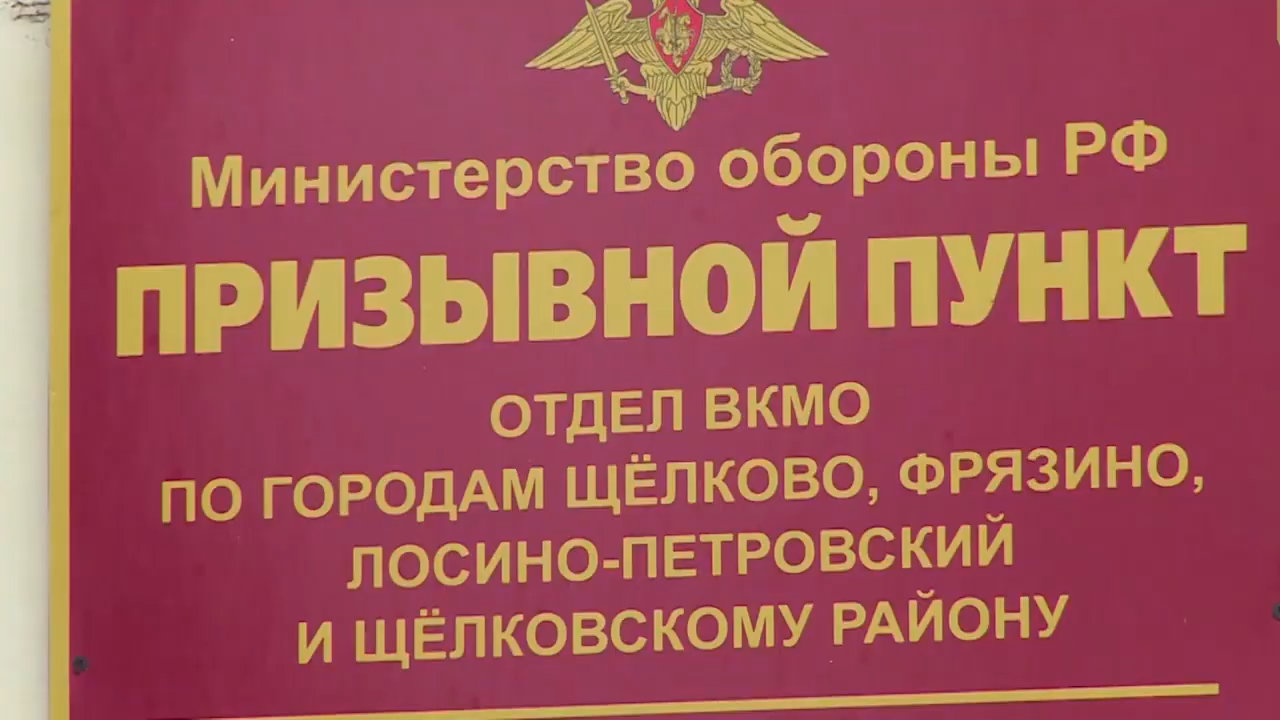 Министерство обороны РФ
ПРИЗЫВНОЙ ПУНКТ
ОТДЕЛ ВКМО
ПО ГОРОДАМ ЩЁЛКОВО, ФРЯЗИНО,
ЛОСИНО-ПЕТРОВСКИЙ
И ЩЁЛКОВСКОМУ РАЙОНУ